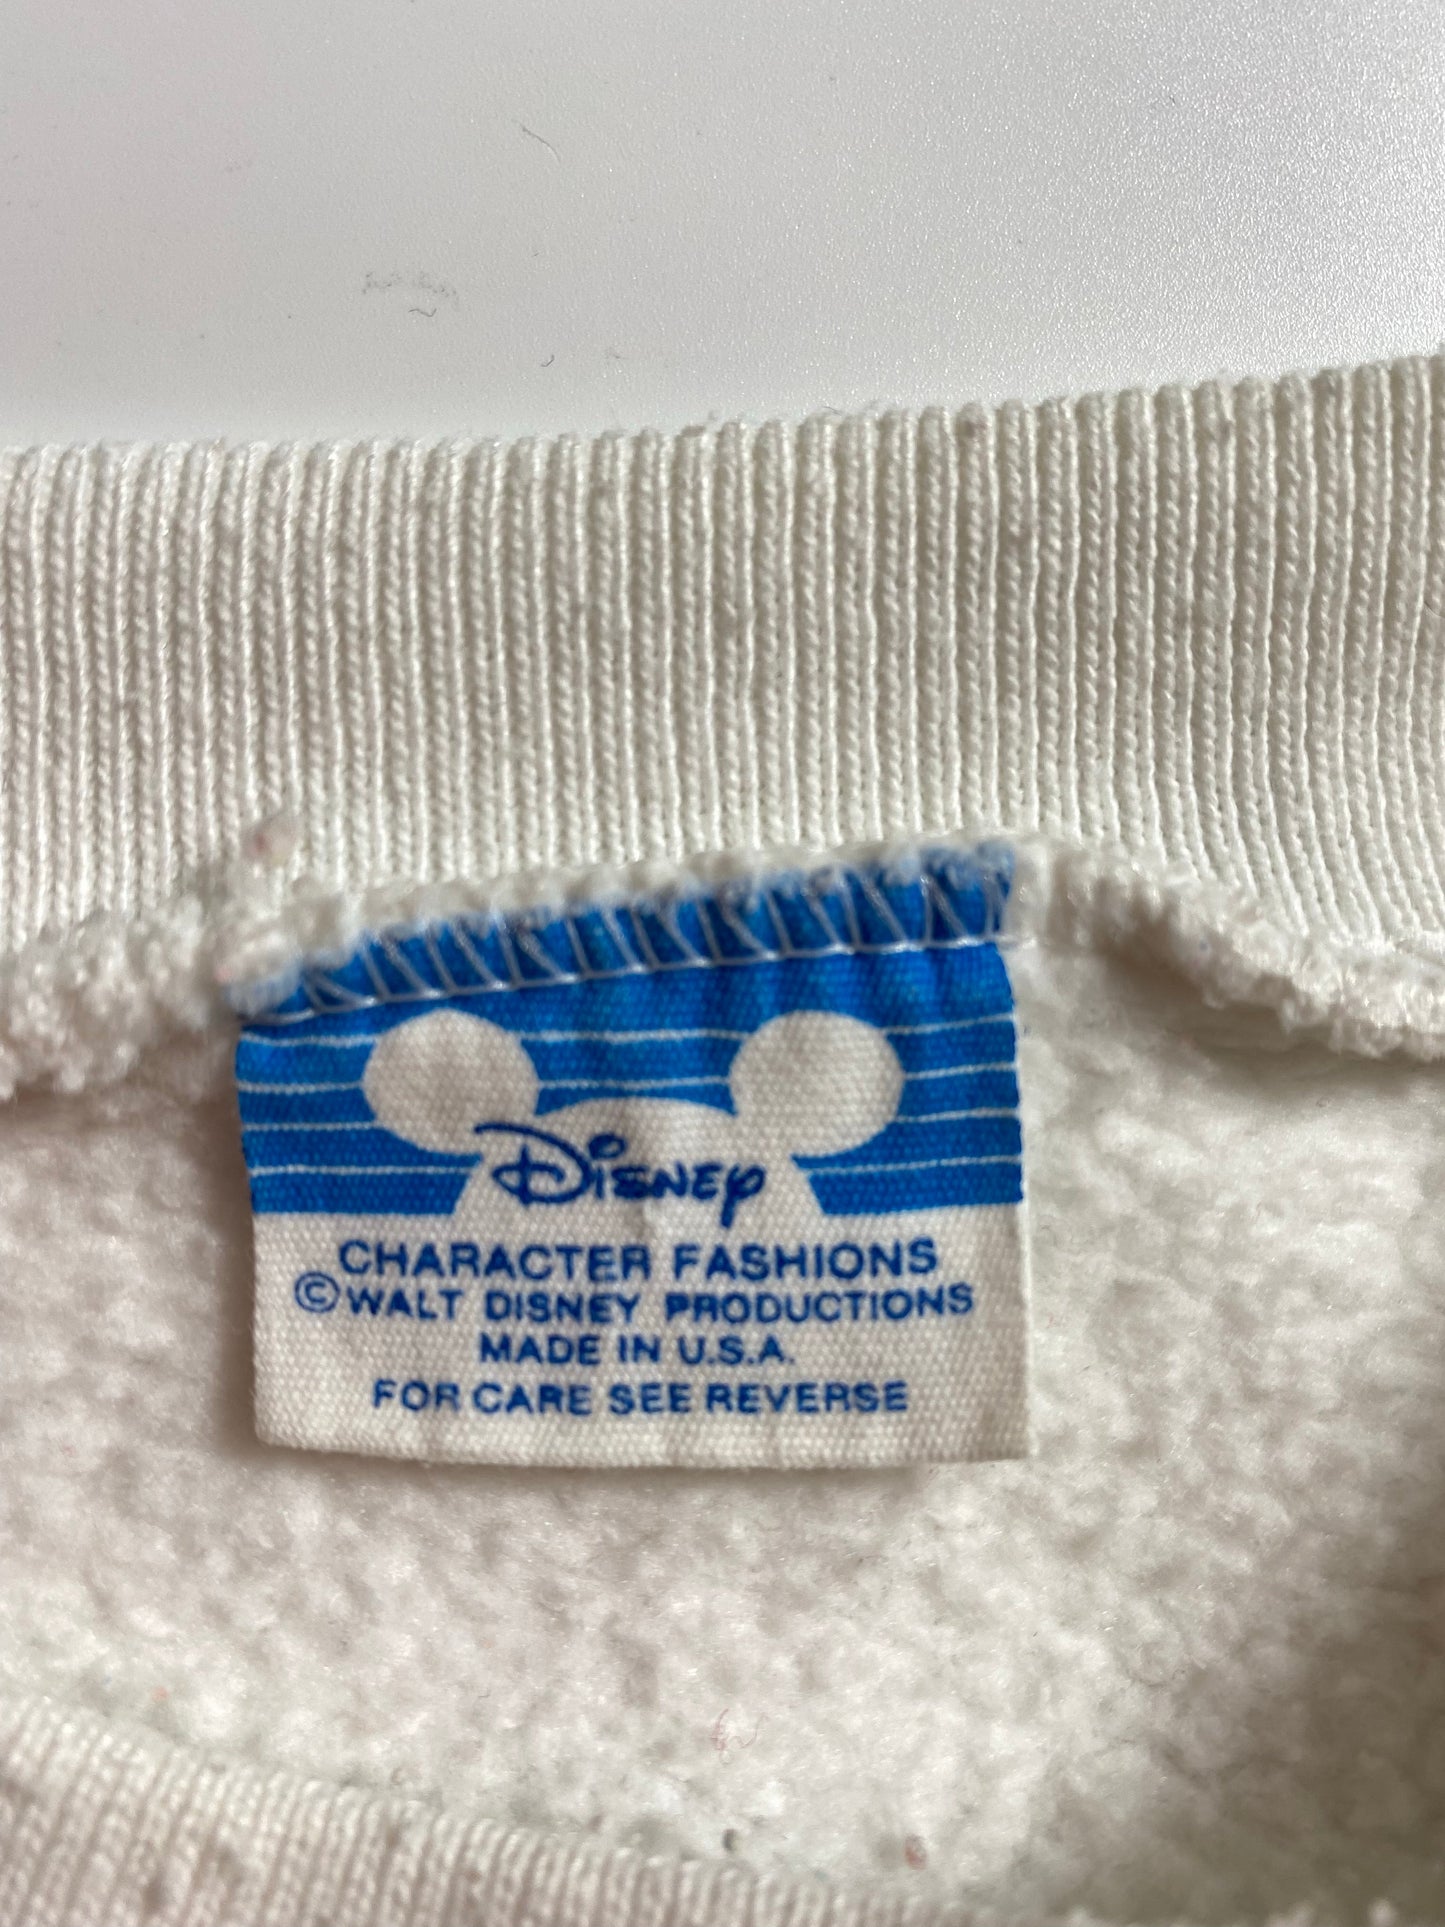 Disney
CHARACTER FASHIONS
©WALT DISNEY PRODUCTIONS
MADE IN U.S.A.
FOR CARE SEE REVERSE